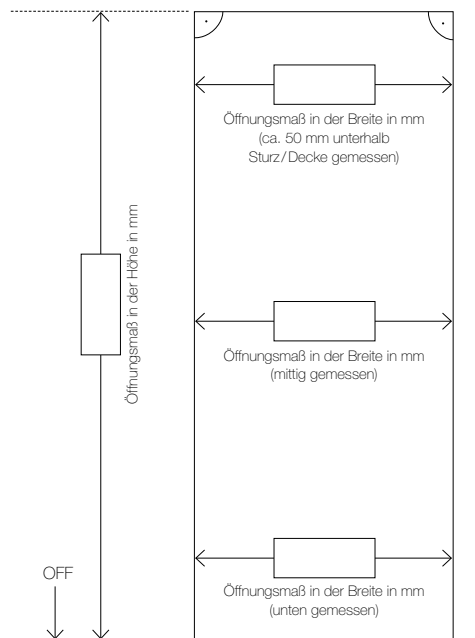 Öffnungsmaß in der Breite in mm
(ca. 50 mm unterhalb
Sturz/Decke gemessen)
Öffnungsmaß in der Höhe in mm
Öffnungsmaß in der Breite in mm
(mittig gemessen)
OFF
Öffnungsmaß in der Breite in mm
(unten gemessen)